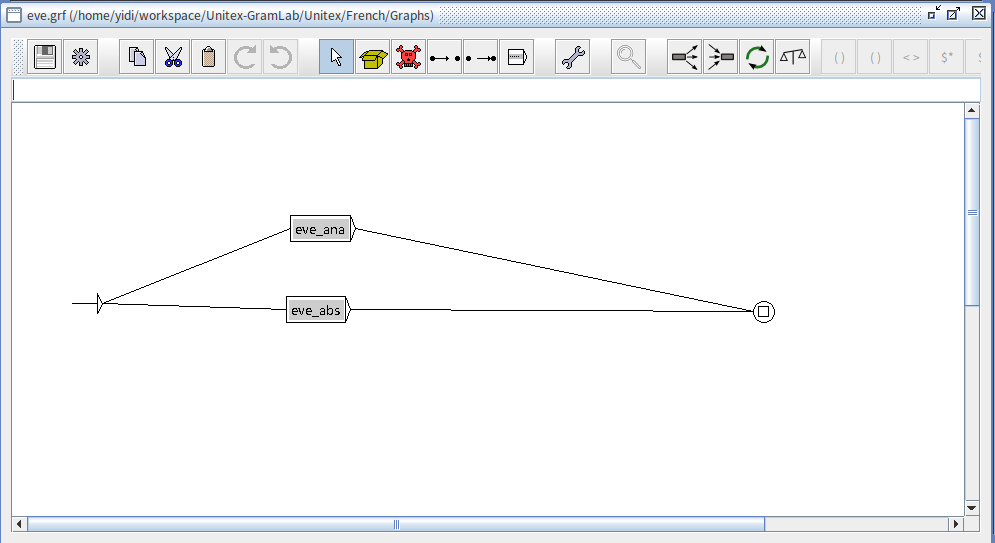 eve.grf (/home/yidi/workspace/Unitex-GramLab/Unitex/French/Graphs)
() () <> $*
eve_ana
eve_abs